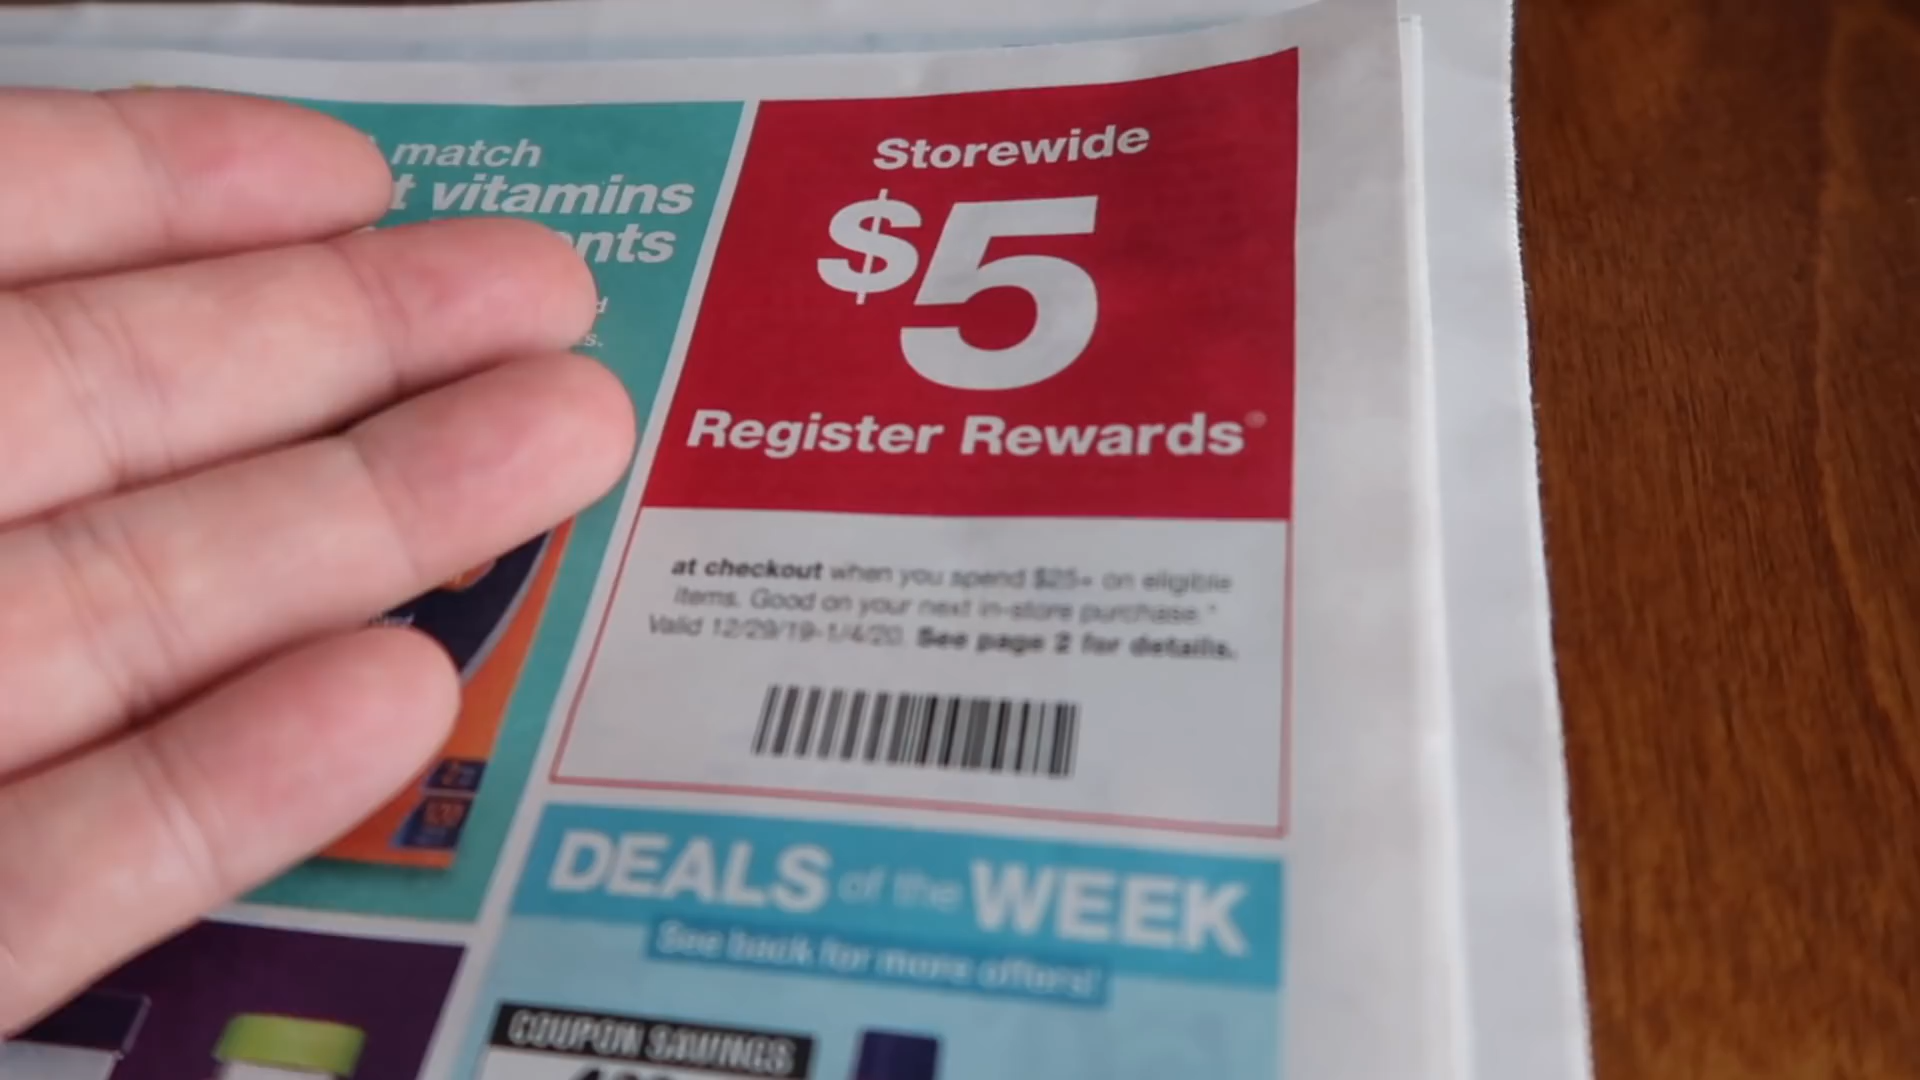 match
t vitamins
nts
d
s.
Storewide
$5
Register Rewards®
at checkout when you spend $25+ on eligible
items. Good on your next in-store purchase.*
Valid 12/29/19-1/4/20. See page 2 for details.
DEALS of the WEEK
See back for more offers!
COUPON SAVINGS
120